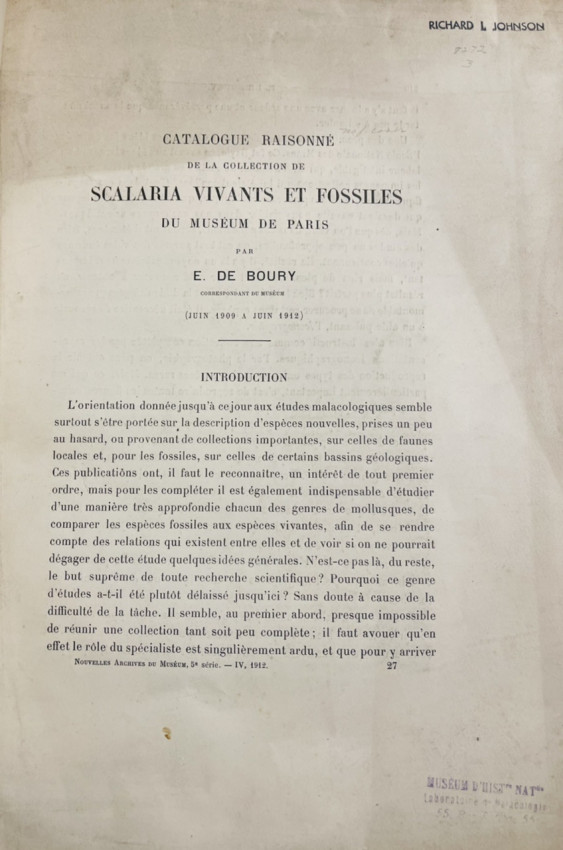 RICHARD I. JOHNSON
CATALOGUE RAISONNÉ
DE LA COLLECTION DE
SCALARIA VIVANTS ET FOSSILES
DU MUSÉUM DE PARIS
PAR
E. DE BOURY
CORRESPONDANT DU MUSÉUM
(JUIN 1909 A JUIN 1912)
INTRODUCTION
L'orientation donnée jusqu'à ce jour aux études malacologiques semble
surtout s'être portée sur la description d'espèces nouvelles, prises un peu
au hasard, ou provenant de collections importantes, sur celles de faunes
locales et, pour les fossiles, sur celles de certains bassins géologiques.
Ces publications ont, il faut le reconnaître, un intérêt de tout premier
ordre, mais pour les compléter il est également indispensable d'étudier
d'une manière très approfondie chacun des genres de mollusques, de
comparer les espèces fossiles aux espèces vivantes, afin de se rendre
compte des relations qui existent entre elles et de voir si on ne pourrait
dégager de cette étude quelques idées générales. N'est-ce pas là, du reste,
le but suprême de toute recherche scientifique? Pourquoi ce genre
d'études a-t-il été plutôt délaissé jusqu'ici? Sans doute à cause de la
difficulté de la tâche. Il semble, au premier abord, presque impossible
de réunir une collection tant soit peu complète; il faut avouer qu'en
effet le rôle du spécialiste est singulièrement ardu, et que pour y arriver
NOUVELLES ARCHIVES DU MUSÉUM, 5e série. — IV, 1912. 27
MUSÉUM D'HIST^re NAT^lle
Laboratoire de Malacologie